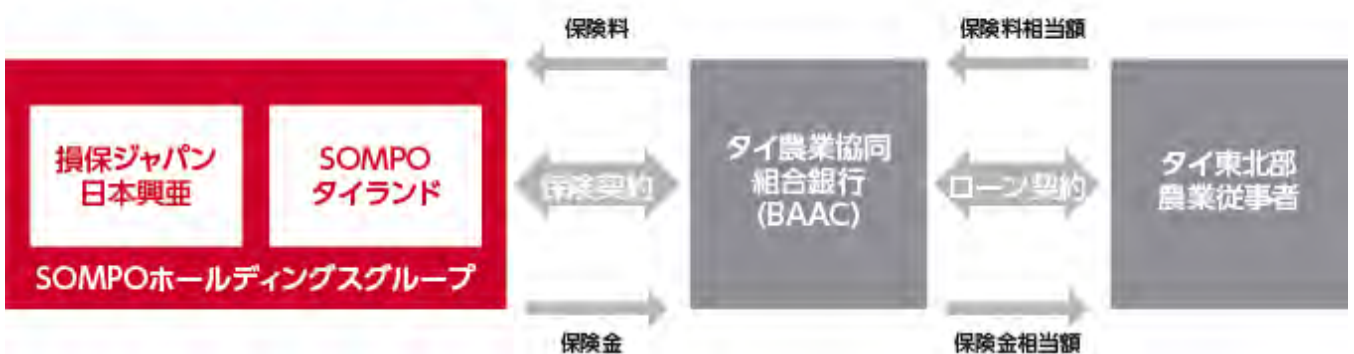 保険料
保険料相当額
損保ジャパン
日本興亜
SOMPO
タイランド
SOMPOホールディングスグループ
保険契約
タイ農業協同
組合銀行
(BAAC)
ローン契約
タイ東北部
農業従事者
保険金
保険金相当額